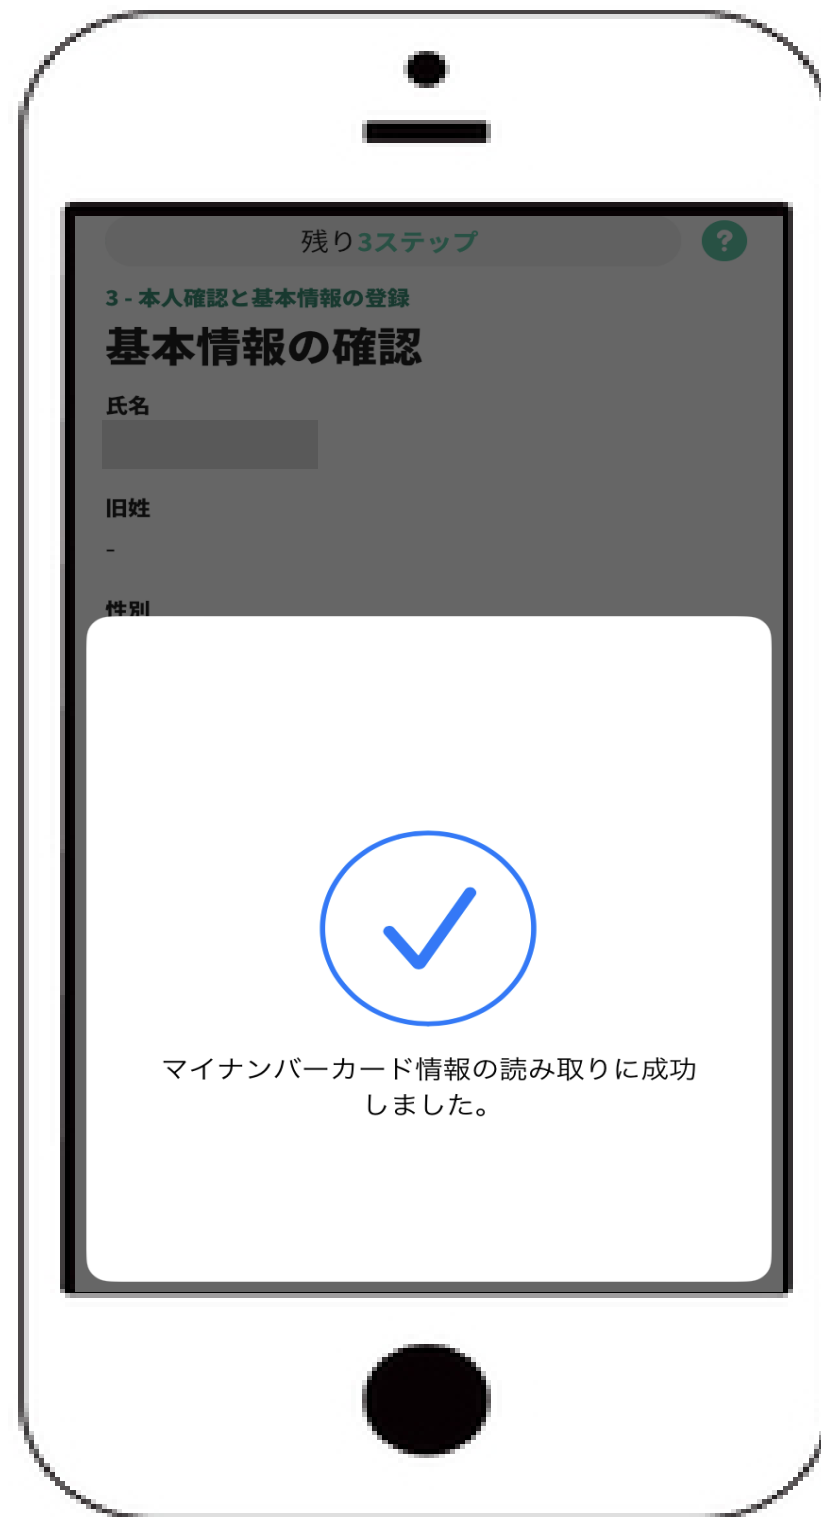 残り3ステップ
?
3 - 本人確認と基本情報の登録
基本情報の確認
氏名
旧姓
-
性別
マイナンバーカード情報の読み取りに成功
しました。